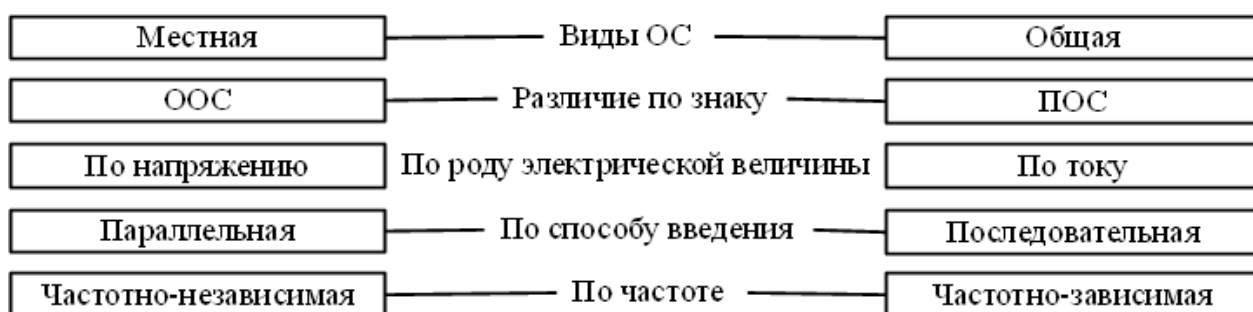 Местная Виды ОС Общая
ООС Различие по знаку ПОС
По напряжению По роду электрической величины По току
Параллельная По способу введения Последовательная
Частотно-независимая По частоте Частотно-зависимая